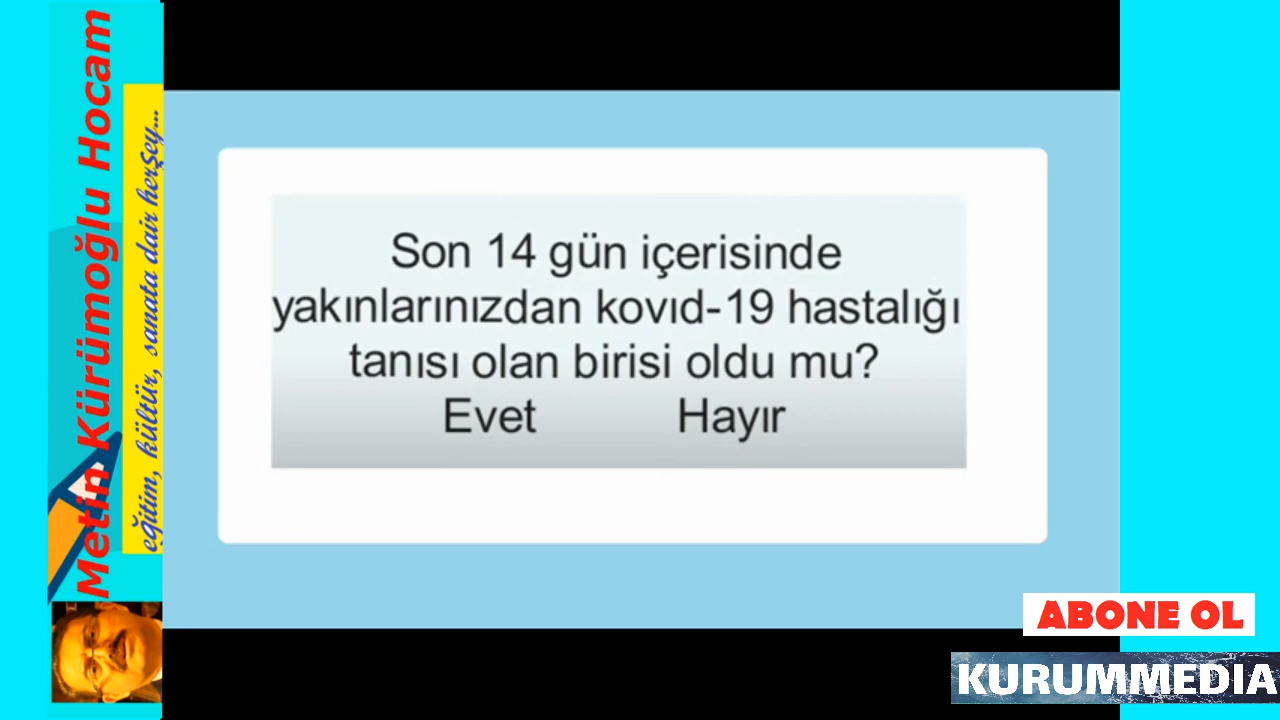 Metin Kürümoğlu Hocam
eğitim, kültür, sanata dair herşey...
Son 14 gün içerisinde
yakınlarınızdan kovıd-19 hastalığı
tanısı olan birisi oldu mu?
Evet Hayır
ABONE OL
KURUMMEDIA